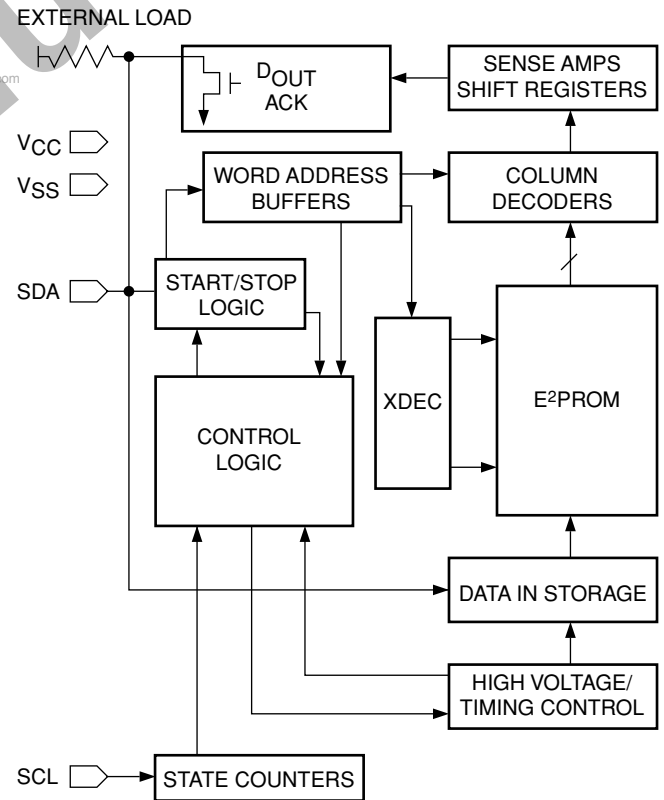 EXTERNAL LOAD
DOUT
ACK
SENSE AMPS
SHIFT REGISTERS
com
VCC
VSS
WORD ADDRESS
BUFFERS
COLUMN
DECODERS
SDA
START/STOP
LOGIC
XDEC
E²PROM
CONTROL
LOGIC
DATA IN STORAGE
HIGH VOLTAGE/
TIMING CONTROL
SCL
STATE COUNTERS